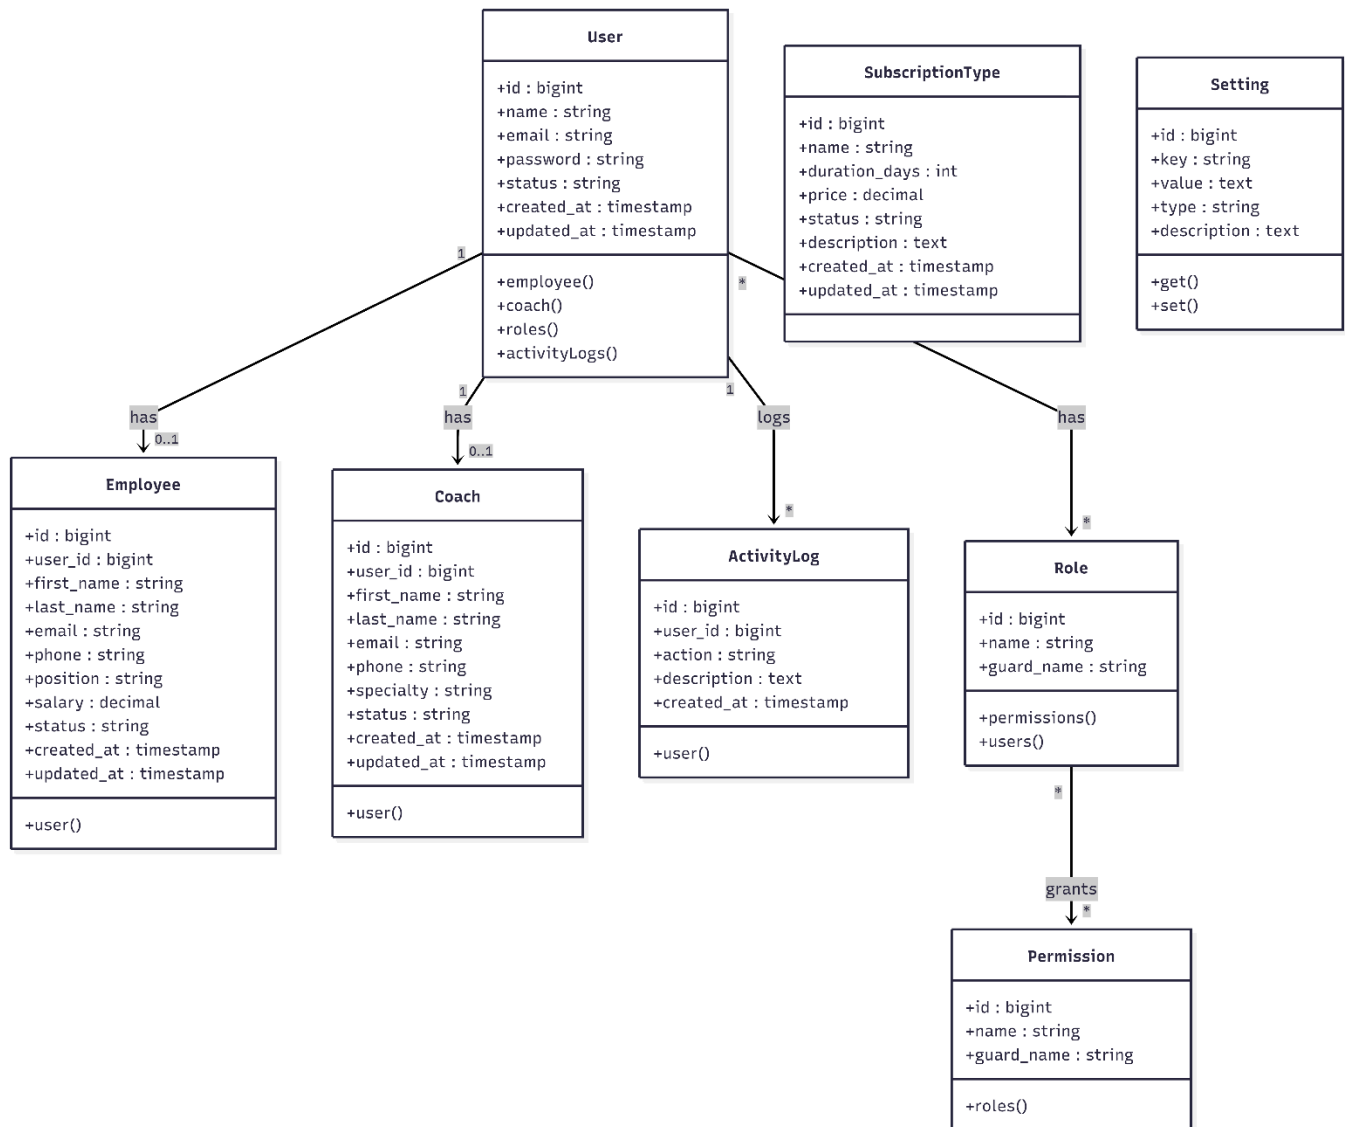 User
+id : bigint
+name : string
+email : string
+password : string
+status : string
+created_at : timestamp
+updated_at : timestamp
+employee()
+coach()
+roles()
+activityLogs()
SubscriptionType
+id : bigint
+name : string
+duration_days : int
+price : decimal
+status : string
+description : text
+created_at : timestamp
+updated_at : timestamp
Setting
+id : bigint
+key : string
+value : text
+type : string
+description : text
+get()
+set()
1
has
0..1
1
has
0..1
1
logs
*
*
has
*
Employee
+id : bigint
+user_id : bigint
+first_name : string
+last_name : string
+email : string
+phone : string
+position : string
+salary : decimal
+status : string
+created_at : timestamp
+updated_at : timestamp
+user()
Coach
+id : bigint
+user_id : bigint
+first_name : string
+last_name : string
+email : string
+phone : string
+specialty : string
+status : string
+created_at : timestamp
+updated_at : timestamp
+user()
ActivityLog
+id : bigint
+user_id : bigint
+action : string
+description : text
+created_at : timestamp
+user()
Role
+id : bigint
+name : string
+guard_name : string
+permissions()
+users()
*
grants
*
Permission
+id : bigint
+name : string
+guard_name : string
+roles()